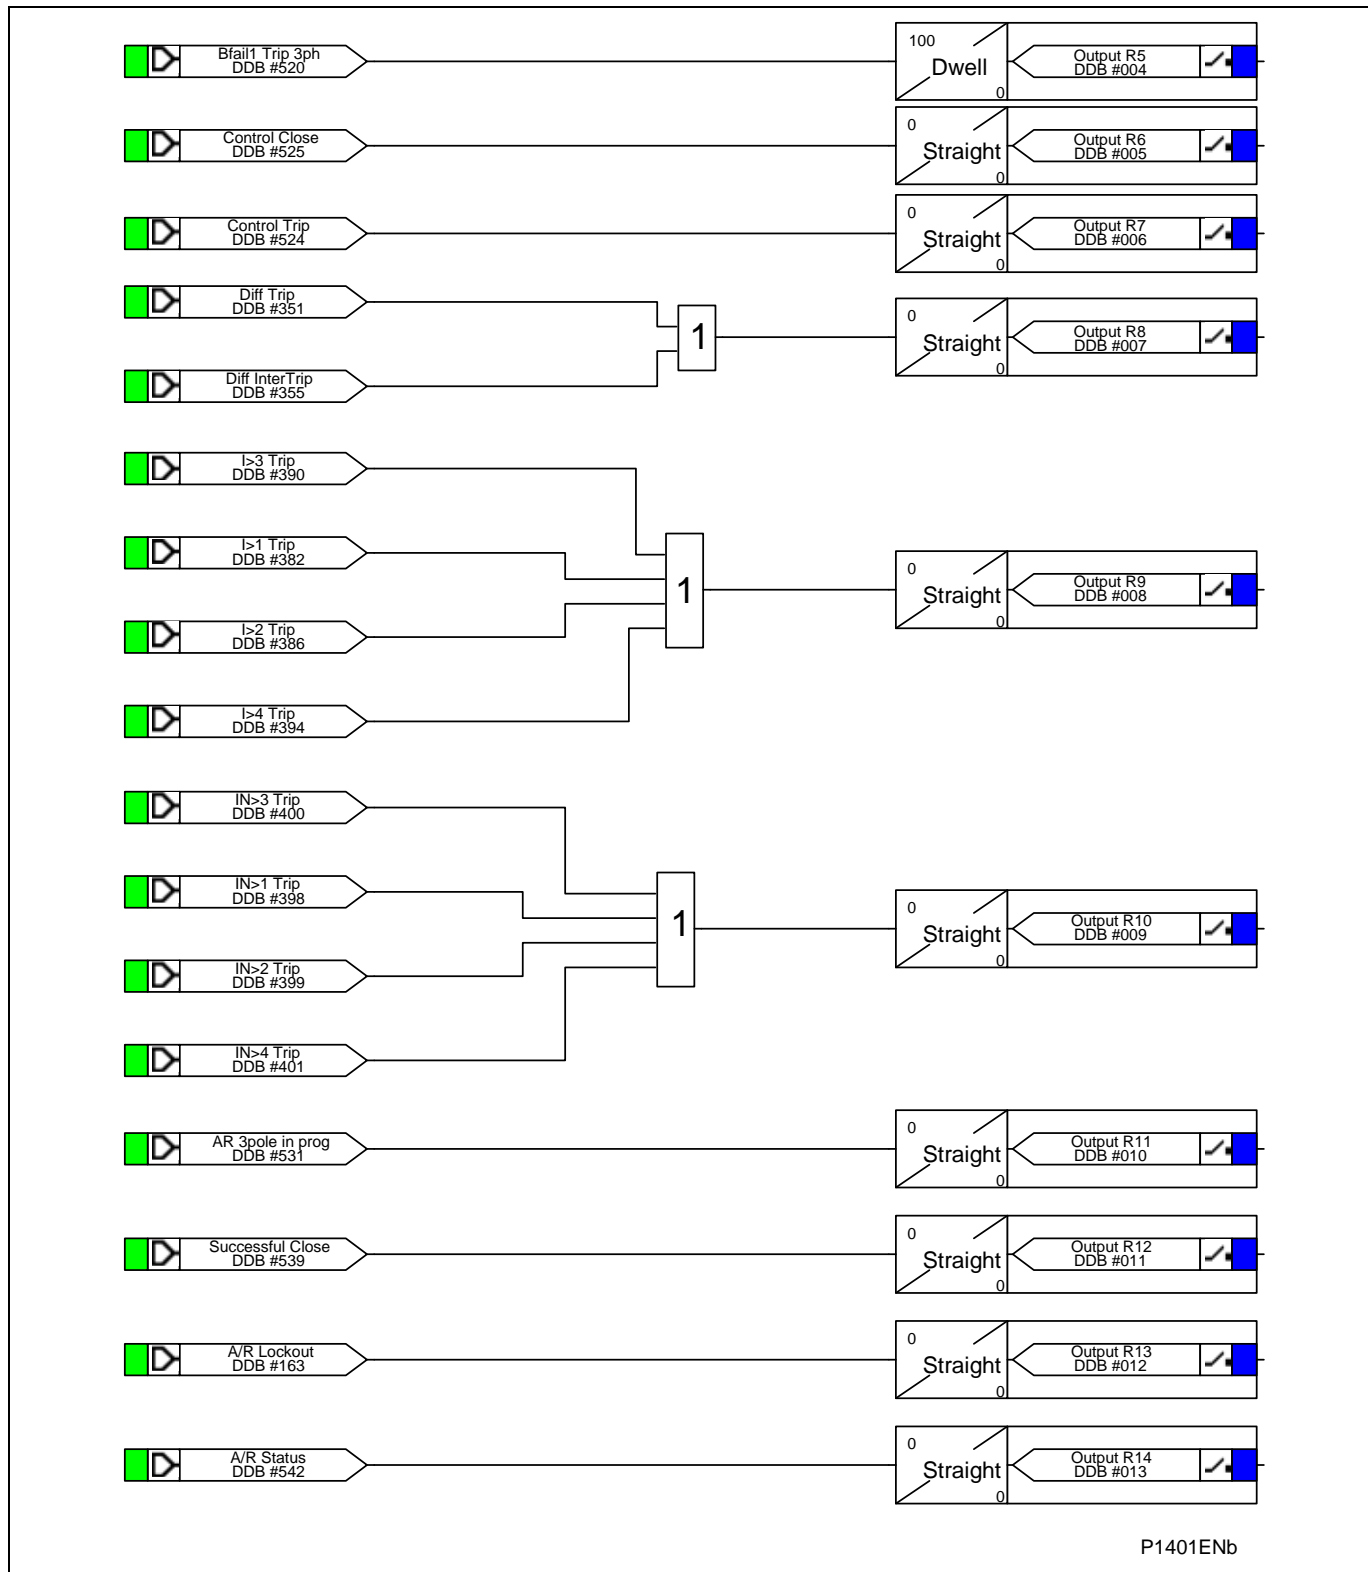 Bfail1 Trip 3ph
DDB #520
100
Dwell
0
Output R5
DDB #004
Control Close
DDB #525
0
Straight
0
Output R6
DDB #005
Control Trip
DDB #524
0
Straight
0
Output R7
DDB #006
Diff Trip
DDB #351
Diff InterTrip
DDB #355
1
0
Straight
0
Output R8
DDB #007
I>3 Trip
DDB #390
I>1 Trip
DDB #382
I>2 Trip
DDB #386
I>4 Trip
DDB #394
1
0
Straight
0
Output R9
DDB #008
IN>3 Trip
DDB #400
IN>1 Trip
DDB #398
IN>2 Trip
DDB #399
IN>4 Trip
DDB #401
1
0
Straight
0
Output R10
DDB #009
AR 3pole in prog
DDB #531
0
Straight
0
Output R11
DDB #010
Successful Close
DDB #539
0
Straight
0
Output R12
DDB #011
A/R Lockout
DDB #163
0
Straight
0
Output R13
DDB #012
A/R Status
DDB #542
0
Straight
0
Output R14
DDB #013
P1401ENb